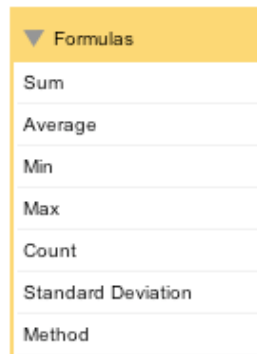 Formulas
Sum
Average
Min
Max
Count
Standard Deviation
Method